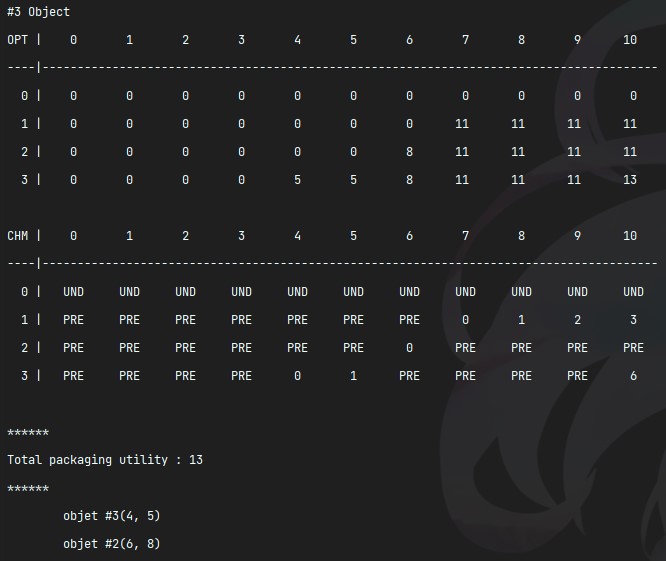 #3 Object
OPT | 0 1 2 3 4 5 6 7 8 9 10
----|----------------------------------------------------------------------------------------
0 | 0 0 0 0 0 0 0 0 0 0 0
1 | 0 0 0 0 0 0 0 11 11 11 11
2 | 0 0 0 0 0 0 8 11 11 11 11
3 | 0 0 0 0 5 5 8 11 11 11 13
CHM | 0 1 2 3 4 5 6 7 8 9 10
----|----------------------------------------------------------------------------------------
0 | UND UND UND UND UND UND UND UND UND UND UND
1 | PRE PRE PRE PRE PRE PRE PRE 0 1 2 3
2 | PRE PRE PRE PRE PRE PRE 0 PRE PRE PRE PRE
3 | PRE PRE PRE PRE 0 1 PRE PRE PRE PRE 6
******
Total packaging utility : 13
******
objet #3(4, 5)
objet #2(6, 8)